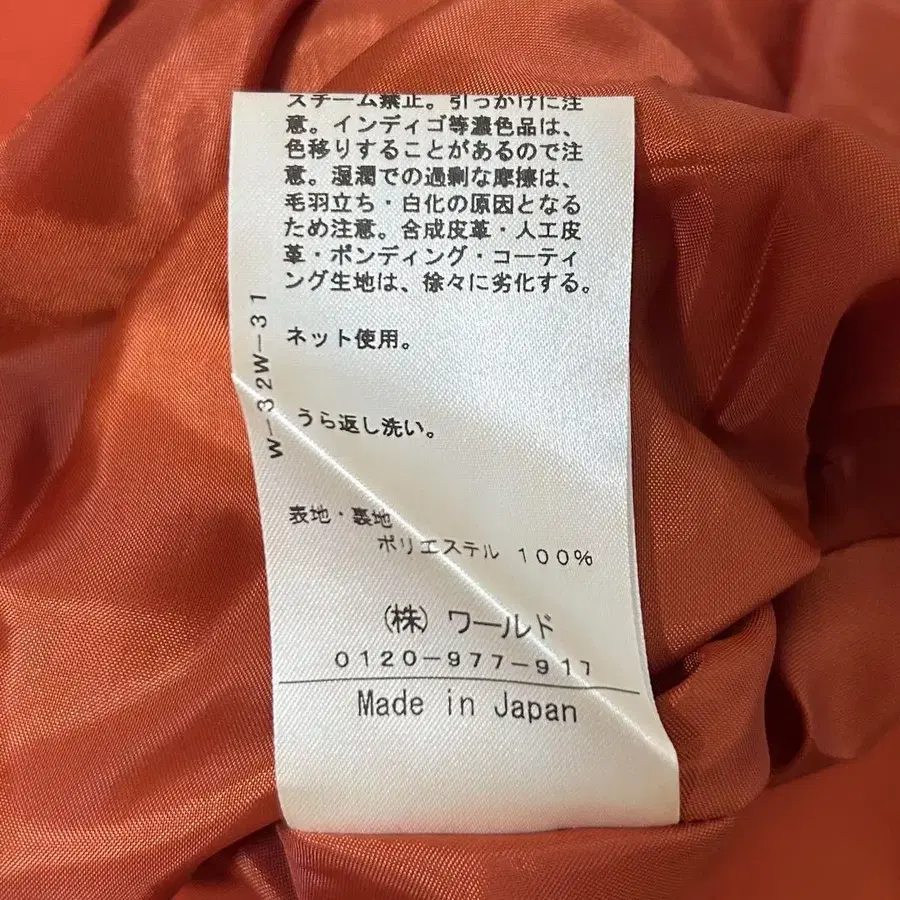 スチーム禁止。引っかけに注
意。インディゴ等濃色品は、
色移りすることがあるので注
意。湿潤での過剰な摩擦は、
毛羽立ち・白化の原因となる
ため注意。合成皮革・人工皮
革・ボンディング・コーティ
ング生地は、徐々に劣化する。
ネット使用。
うら返し洗い。
W-32W-31
表地・裏地
ポリエステル 100%
(株) ワールド
0120-977-911
Made in Japan